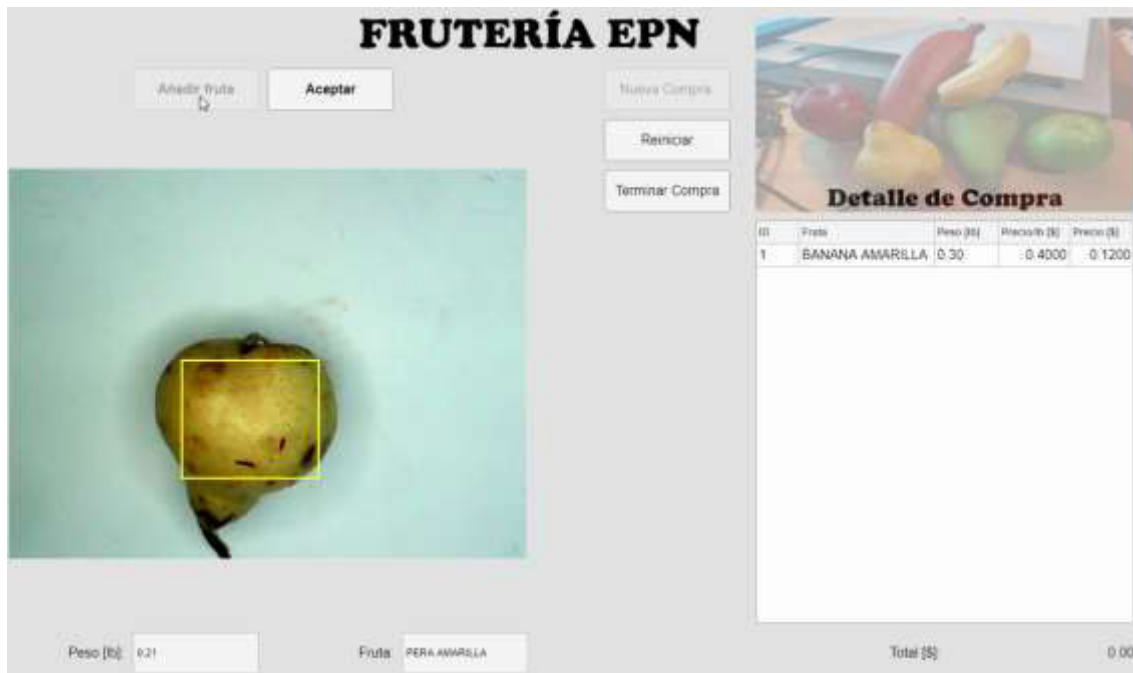 FRUTERÍA EPN
Añadir fruta
Aceptar
Nueva Compra
Reiniciar
Terminar Compra
Detalle de Compra
ID Fruta Peso [lb] Precio/lb [$] Precio [$]
1 BANANA AMARILLA 0.30 0.4000 0.1200
Peso [lb]: 0.21
Fruta: PERA AMARILLA
Total [$]: 0.00